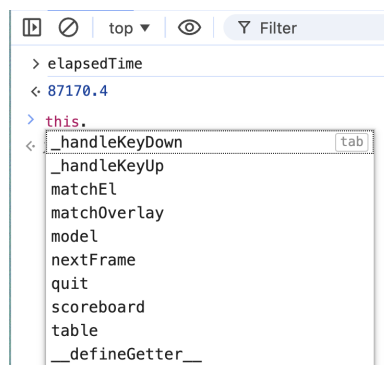 top ▼ Filter
> elapsedTime
87170.4
> this.
_handleKeyDown tab
_handleKeyUp
matchEl
matchOverlay
model
nextFrame
quit
scoreboard
table
__defineGetter__